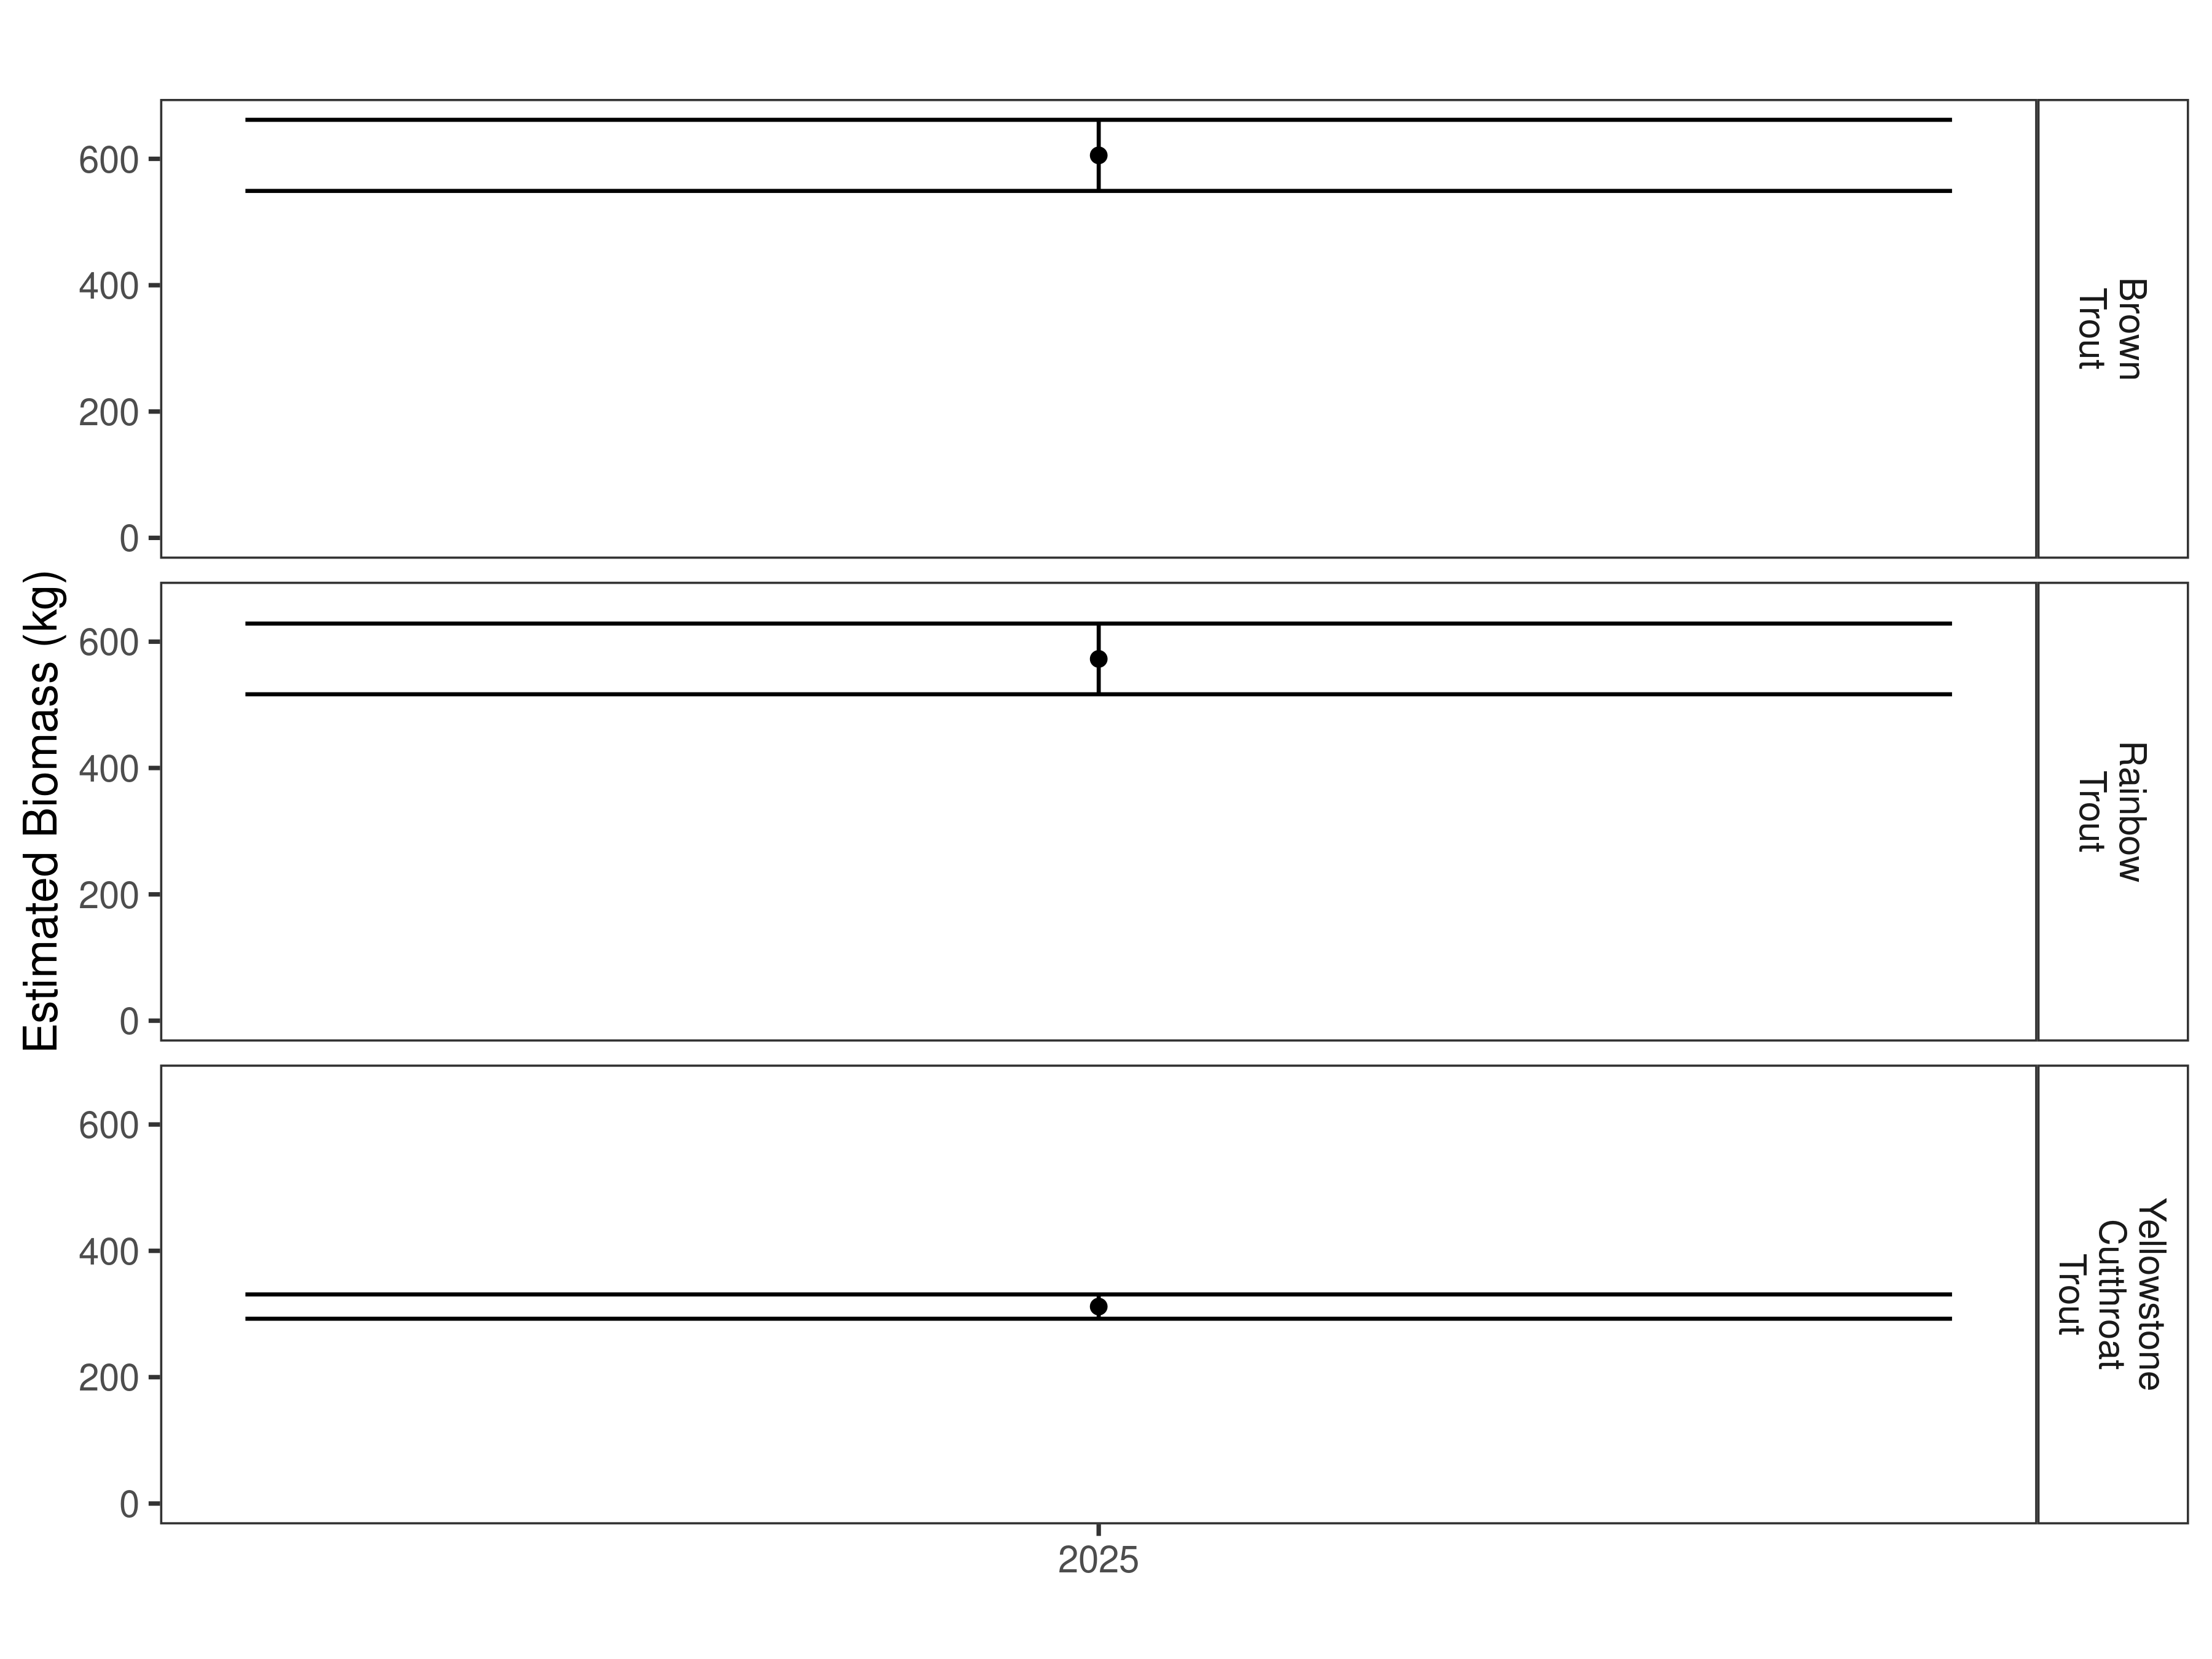 Estimated Biomass (kg)
600
400
200
0
Brown
Trout
600
400
200
0
Rainbow
Trout
600
400
200
0
Yellowstone
Cutthroat
Trout
2025